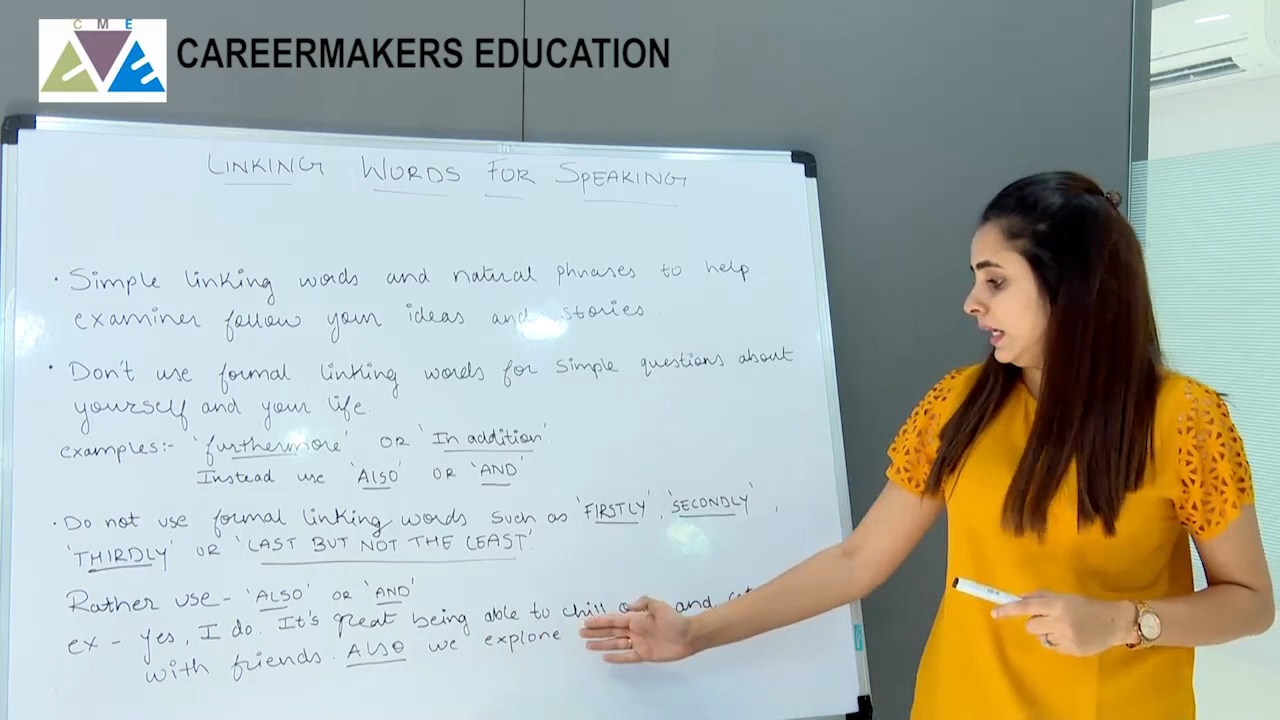 C M E
CAREERMAKERS EDUCATION
LINKING WORDS FOR SPEAKING
· Simple linking words and natural phrases to help
examiner follow your ideas and stories.
· Don't use formal linking words for simple questions about
yourself and your life.
examples:- 'furthermore' OR 'In addition'
Instead use 'ALSO' OR 'AND'
· Do not use formal linking words such as 'FIRSTLY', 'SECONDLY',
'THIRDLY' OR 'LAST BUT NOT THE LEAST'.
Rather use - 'ALSO' OR 'AND'
ex - yes, I do. It's great being able to chill and
with friends. ALSO we explore